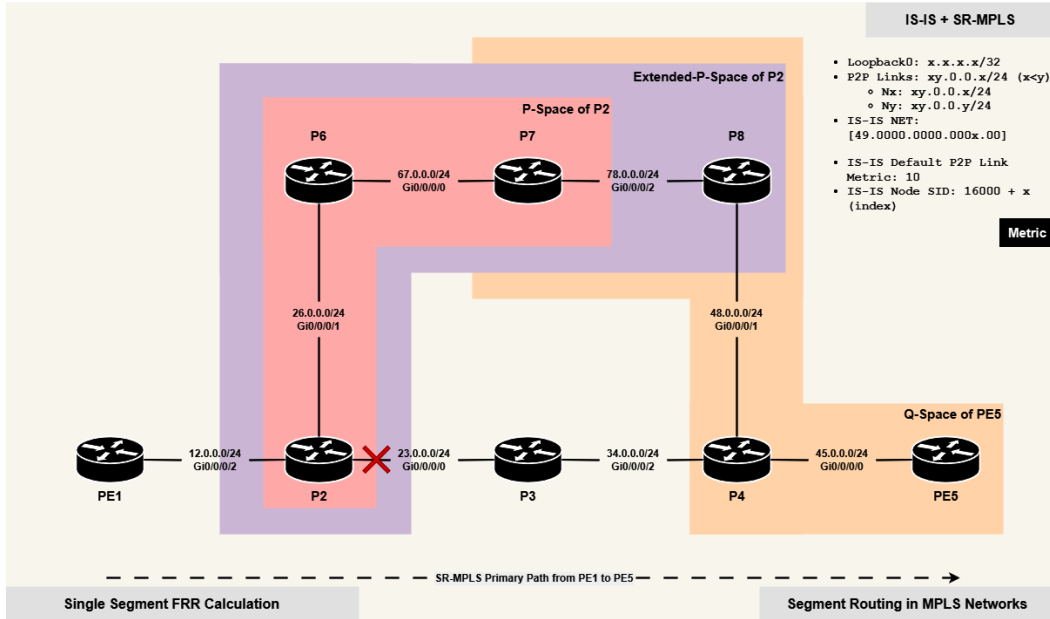 IS-IS + SR-MPLS
Loopback0: x.x.x.x/32
P2P Links: xy.0.0.x/24 (x<y)
Nx: xy.0.0.x/24
Ny: xy.0.0.y/24
IS-IS NET:
[49.0000.0000.000x.00]
IS-IS Default P2P Link
Metric: 10
IS-IS Node SID: 16000 + x
(index)
Metric
Extended-P-Space of P2
P-Space of P2
P6
P7
P8
67.0.0.0/24
Gi0/0/0/0
78.0.0.0/24
Gi0/0/0/2
26.0.0.0/24
Gi0/0/0/1
48.0.0.0/24
Gi0/0/0/1
Q-Space of PE5
12.0.0.0/24
Gi0/0/0/2
23.0.0.0/24
Gi0/0/0/0
34.0.0.0/24
Gi0/0/0/2
45.0.0.0/24
Gi0/0/0/0
PE1
P2
P3
P4
PE5
SR-MPLS Primary Path from PE1 to PE5
Single Segment FRR Calculation
Segment Routing in MPLS Networks